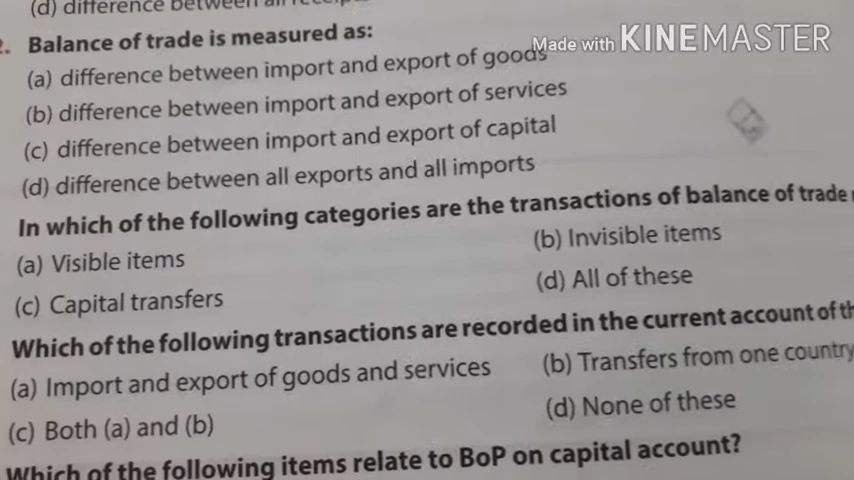 (d) difference between all
2. Balance of trade is measured as:
Made with KINEMASTER
(a) difference between import and export of goods
(b) difference between import and export of services
(c) difference between import and export of capital
(d) difference between all exports and all imports
In which of the following categories are the transactions of balance of trade
(a) Visible items (b) Invisible items
(c) Capital transfers (d) All of these
Which of the following transactions are recorded in the current account of
(a) Import and export of goods and services (b) Transfers from one country
(c) Both (a) and (b) (d) None of these
Which of the following items relate to BoP on capital account?